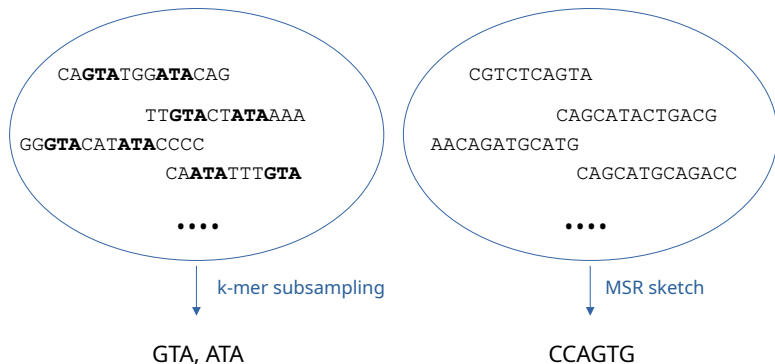 CAGTATGGATACAG
TTGTACTATAAAA
GGGTACATATACCCC
CAATATTTGTA
....
k-mer subsampling
GTA, ATA
CGTCTCAGTA
CAGCATACTGACG
AACAGATGCATG
CAGCATGCAGACC
....
MSR sketch
CCAGTG